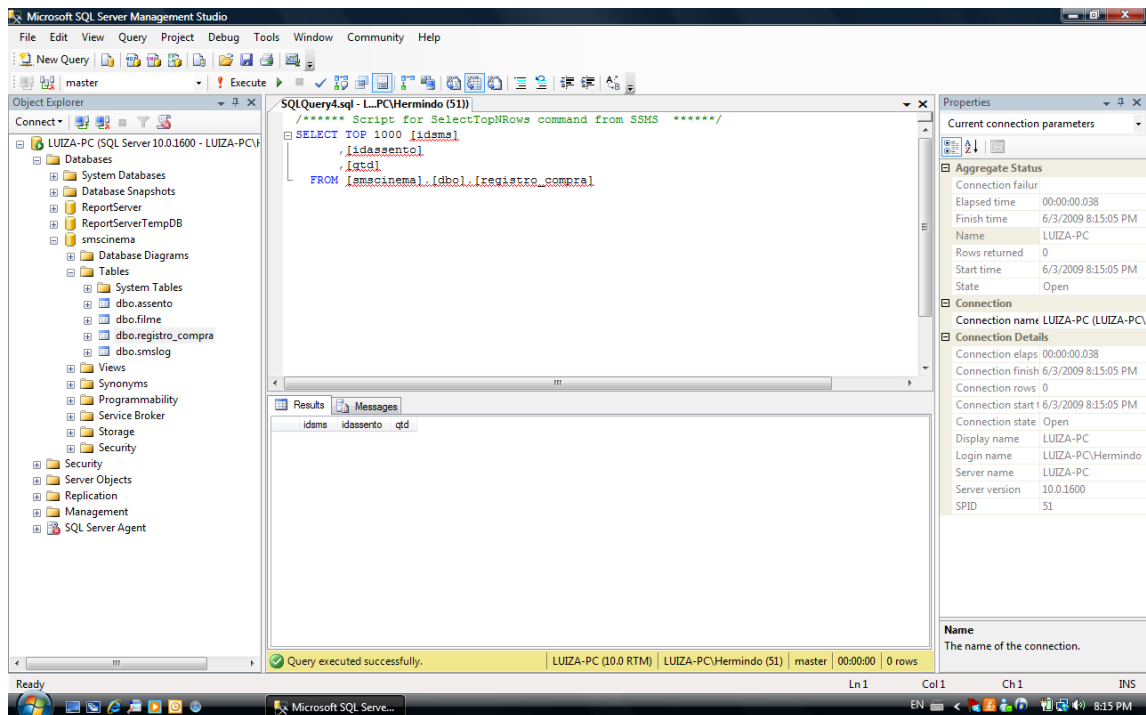 Microsoft SQL Server Management Studio
File Edit View Query Project Debug Tools Window Community Help
New Query
master Execute
Object Explorer
Connect
LUIZA-PC (SQL Server 10.0.1600 - LUIZA-PC\H
Databases
System Databases
Database Snapshots
ReportServer
ReportServerTempDB
smscinema
Database Diagrams
Tables
System Tables
dbo.assento
dbo.filme
dbo.registro_compra
dbo.smslog
Views
Synonyms
Programmability
Service Broker
Storage
Security
Security
Server Objects
Replication
Management
SQL Server Agent
SQLQuery4.sql - L...PC\Hermindo (51))
/****** Script for SelectTopNRows command from SSMS ******/
SELECT TOP 1000 [idsms]
,[idassento]
,[qtd]
FROM [smscinema].[dbo].[registro_compra]
Results Messages
idsms idassento qtd
Query executed successfully. LUIZA-PC (10.0 RTM) LUIZA-PC\Hermindo (51) master 00:00:00 0 rows
Properties
Current connection parameters
Aggregate Status
Connection failur
Elapsed time 00:00:00.038
Finish time 6/3/2009 8:15:05 PM
Name LUIZA-PC
Rows returned 0
Start time 6/3/2009 8:15:05 PM
State Open
Connection
Connection name LUIZA-PC (LUIZA-PC\
Connection Details
Connection elaps 00:00:00.038
Connection finish 6/3/2009 8:15:05 PM
Connection rows 0
Connection start t 6/3/2009 8:15:05 PM
Connection state Open
Display name LUIZA-PC
Login name LUIZA-PC\Hermindo
Server name LUIZA-PC
Server version 10.0.1600
SPID 51
Name
The name of the connection.
Ready Ln 1 Col 1 Ch 1 INS
Microsoft SQL Serve... EN 8:15 PM